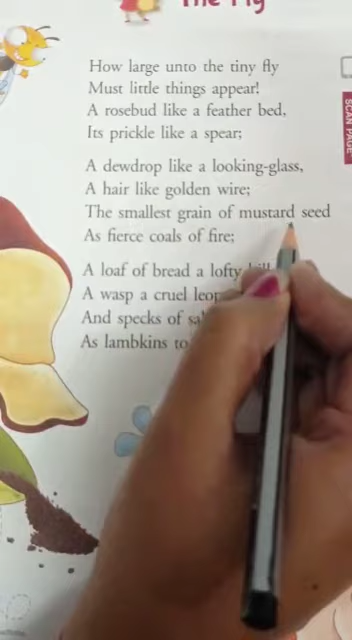 The Fly
How large unto the tiny fly
Must little things appear!
A rosebud like a feather bed,
Its prickle like a spear;
A dewdrop like a looking-glass,
A hair like golden wire;
The smallest grain of mustard seed
As fierce coals of fire;
A loaf of bread a lofty
A wasp a cruel
And specks of
As lambkins to
SCAN PAGE